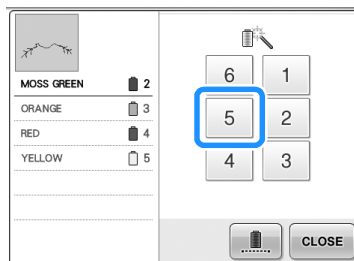 MOSS GREEN 2
ORANGE 3
RED 4
YELLOW 5
6 1
5 2
4 3
CLOSE